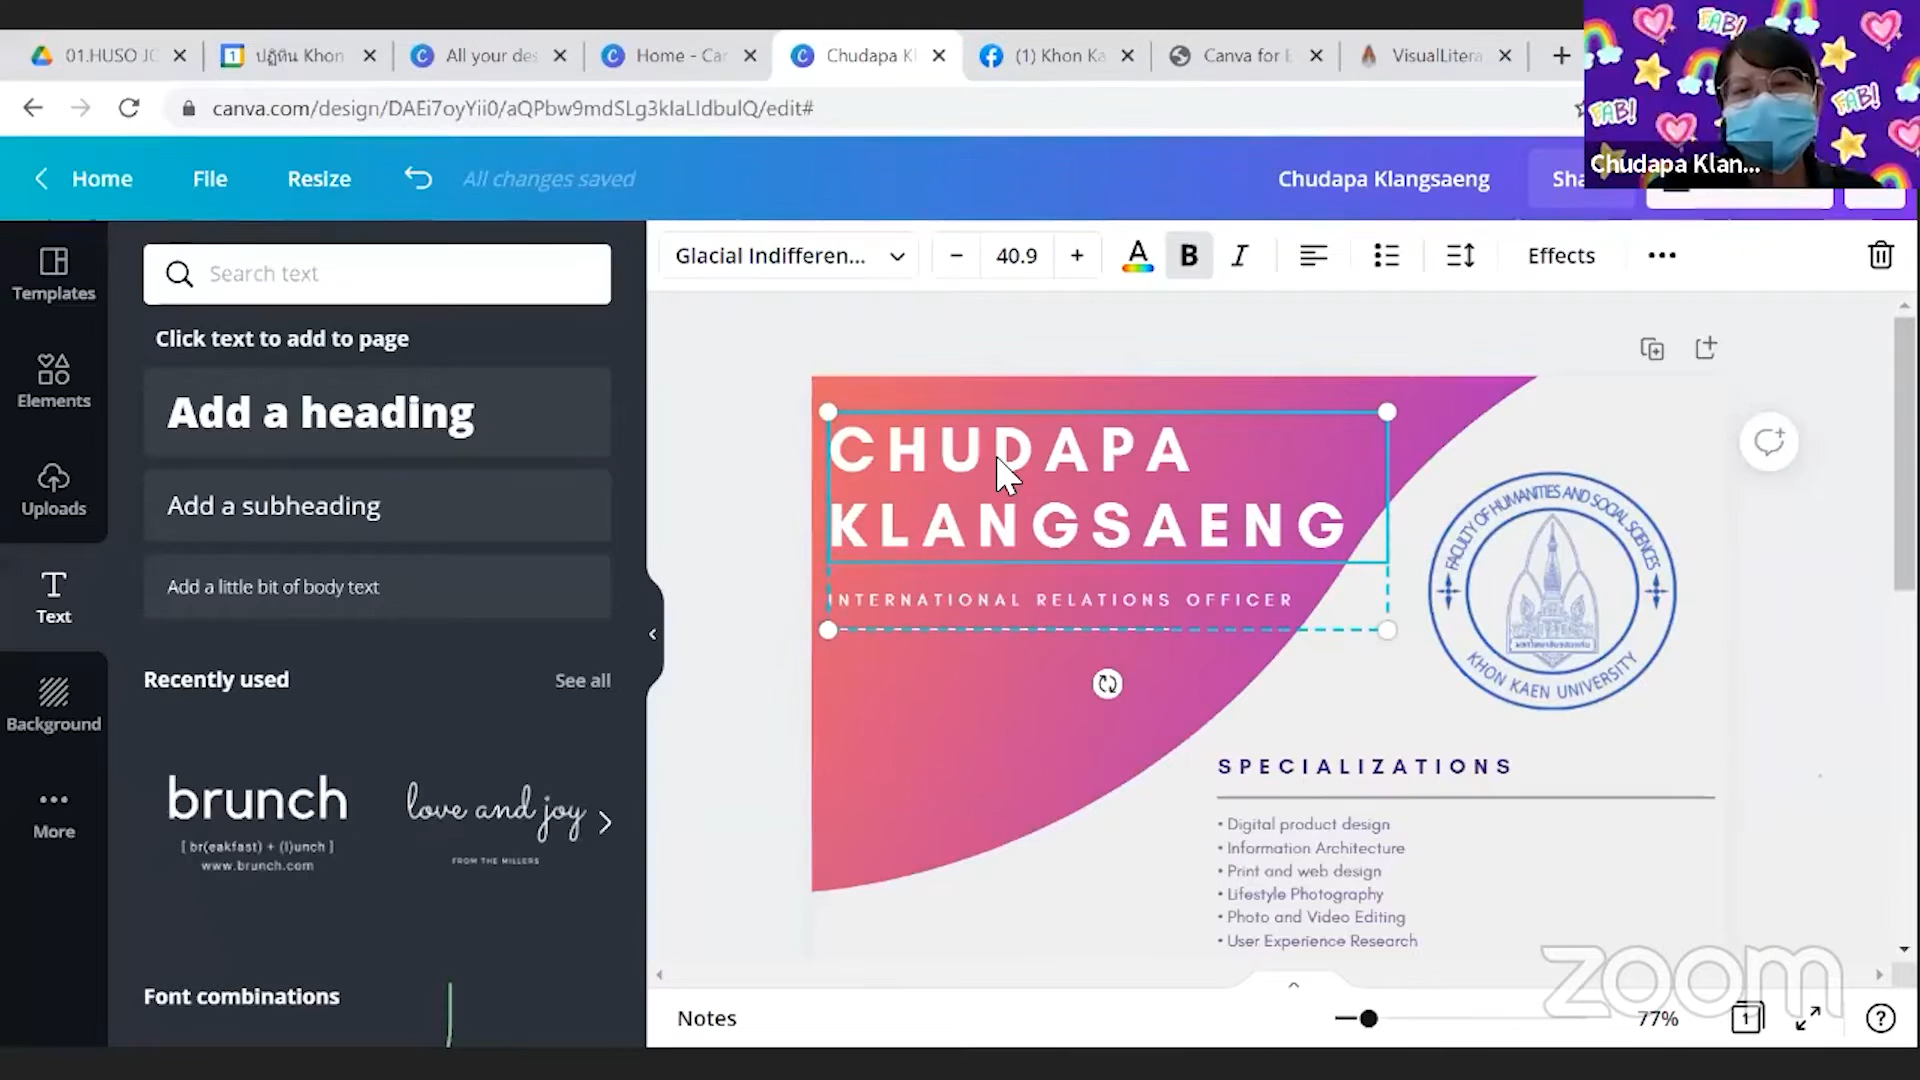 01.HUSO JC
ปฏิทิน Khon
All your des
Home - Car
Chudapa Kl
(1) Khon Ka
Canva for E
VisualLitera
canva.com/design/DAEi7oyYii0/aQPbw9mdSLg3kIaLIdbulQ/edit#
FAB!
FAB!
FAB!
Chudapa Klan...
Home
File
Resize
All changes saved
Chudapa Klangsaeng
Sha
Templates
Elements
Uploads
Text
Background
More
Search text
Click text to add to page
Add a heading
Add a subheading
Add a little bit of body text
Recently used
See all
brunch
[ br(eakfast) + (l)unch ]
www.brunch.com
love and joy
FROM THE MILLERS
Font combinations
Glacial Indifferen...
40.9
A
B
I
Effects
CHUDAPA
KLANGSAENG
INTERNATIONAL RELATIONS OFFICER
FACULTY OF HUMANITIES AND SOCIAL SCIENCES
KHON KAEN UNIVERSITY
SPECIALIZATIONS
• Digital product design
• Information Architecture
• Print and web design
• Lifestyle Photography
• Photo and Video Editing
• User Experience Research
zoom
Notes
77%
1